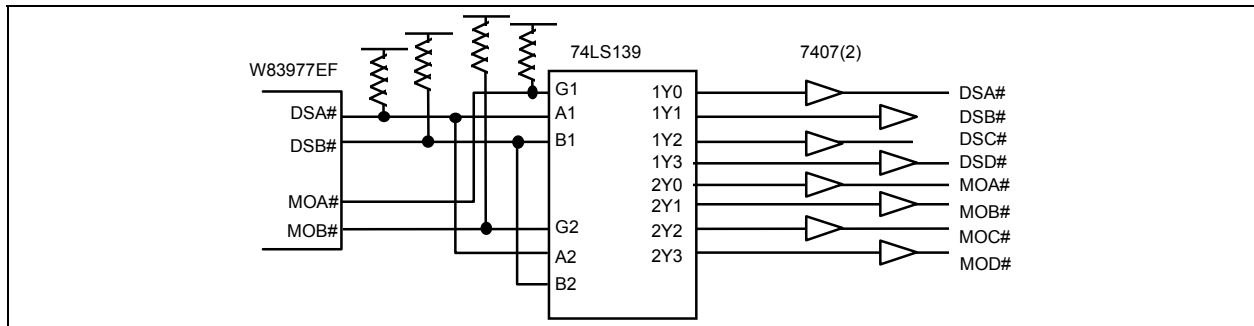 74LS139
7407(2)
W83977EF
DSA#
DSB#
MOA#
MOB#
G1
A1
B1
G2
A2
B2
1Y0
1Y1
1Y2
1Y3
2Y0
2Y1
2Y2
2Y3
DSA#
DSB#
DSC#
DSD#
MOA#
MOB#
MOC#
MOD#